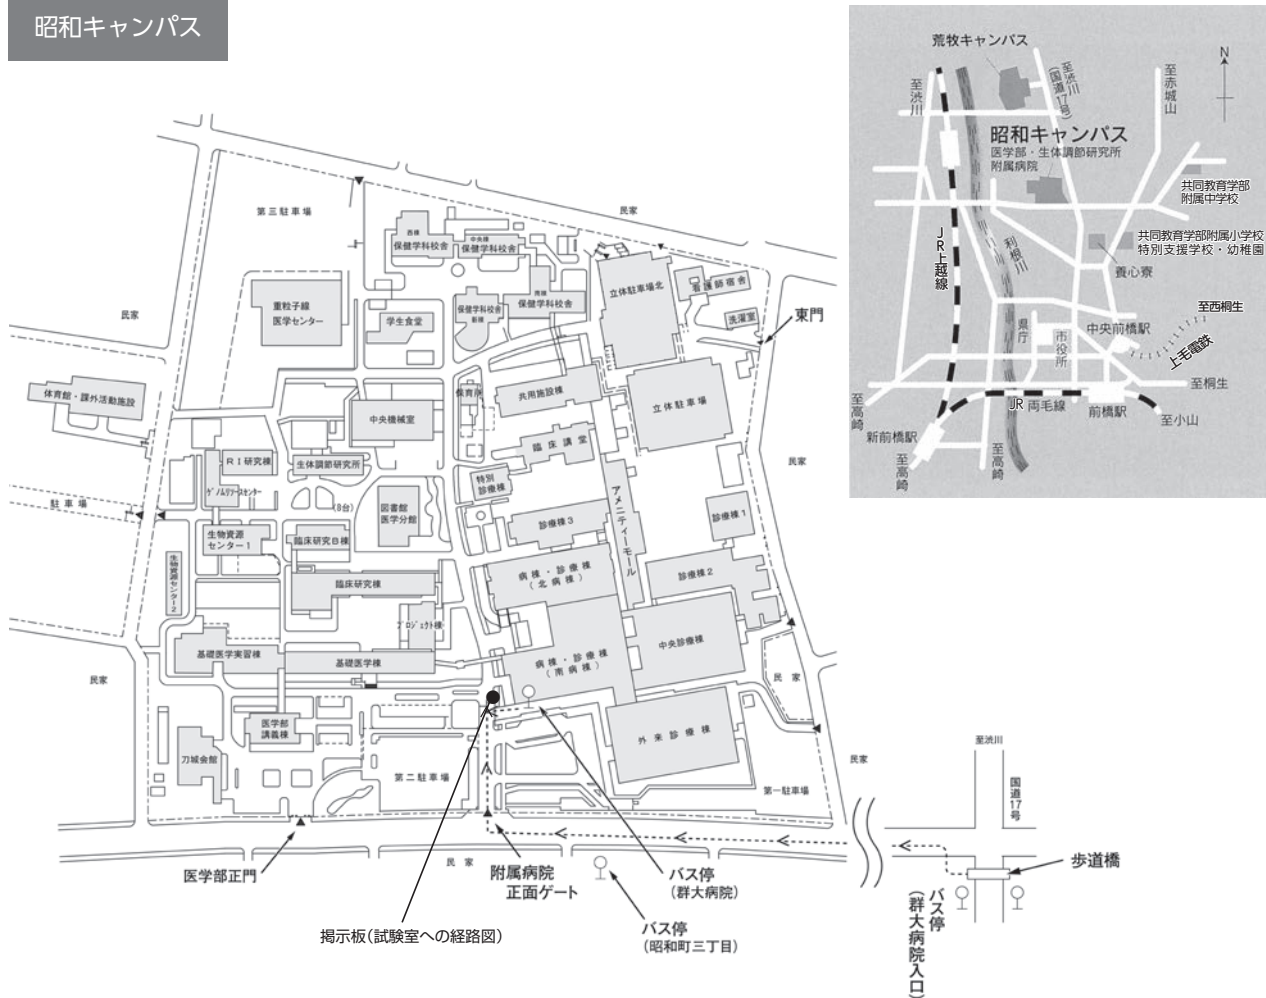 昭和キャンパス
荒牧キャンパス
至渋川
至渋川
(国道17号)
至赤城山
N
昭和キャンパス
医学部・生体調節研究所
附属病院
共同教育学部
附属中学校
共同教育学部附属小学校
特別支援学校・幼稚園
養心寮
JR上越線
利根川
県庁
市役所
中央前橋駅
至西桐生
上毛電鉄
至桐生
至高崎
新前橋駅
至高崎
至高崎
JR 両毛線
前橋駅
至小山
第三駐車場
民家
民家
西棟
保健学科校舎
中央棟
保健学科校舎
南棟
保健学科校舎
保健学科校舎
新棟
重粒子線
医学センター
学生食堂
立体駐車場北
看護師宿舎
洗濯室
東門
体育館・課外活動施設
保育所
共用施設棟
立体駐車場
中央機械室
臨床講堂
民家
RI研究棟
生体調節研究所
ゲノムリソースセンター
特別
診療棟
アメニティーモール
駐車場
(8台)
図書館
医学分館
診療棟3
診療棟1
生物資源
センター1
臨床研究B棟
生物資源センター2
臨床研究棟
病棟・診療棟
(北病棟)
診療棟2
プロジェクト棟
中央診療棟
基礎医学実習棟
基礎医学棟
病棟・診療棟
(南病棟)
民家
民家
医学部
講義棟
外来診療棟
刀城会館
第二駐車場
第一駐車場
民家
至渋川
国道17号
民家
医学部正門
附属病院
正面ゲート
バス停
(群大病院)
歩道橋
掲示板(試験室への経路図)
バス停
(昭和町三丁目)
バス停
(群大病院入口)